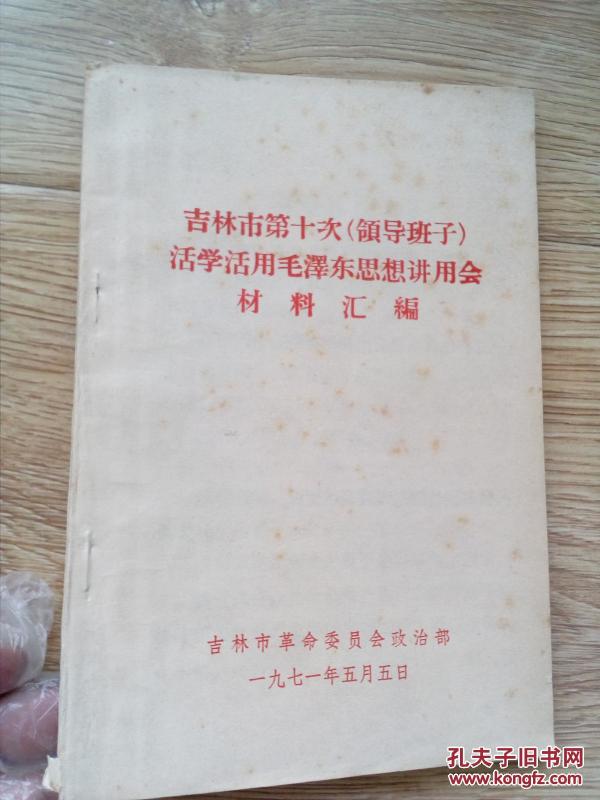 吉林市第十次(領导班子)
活学活用毛澤东思想讲用会
材料汇編
吉林市革命委员会政治部
一九七一年五月五日
孔夫子旧书网
www.kongfz.com